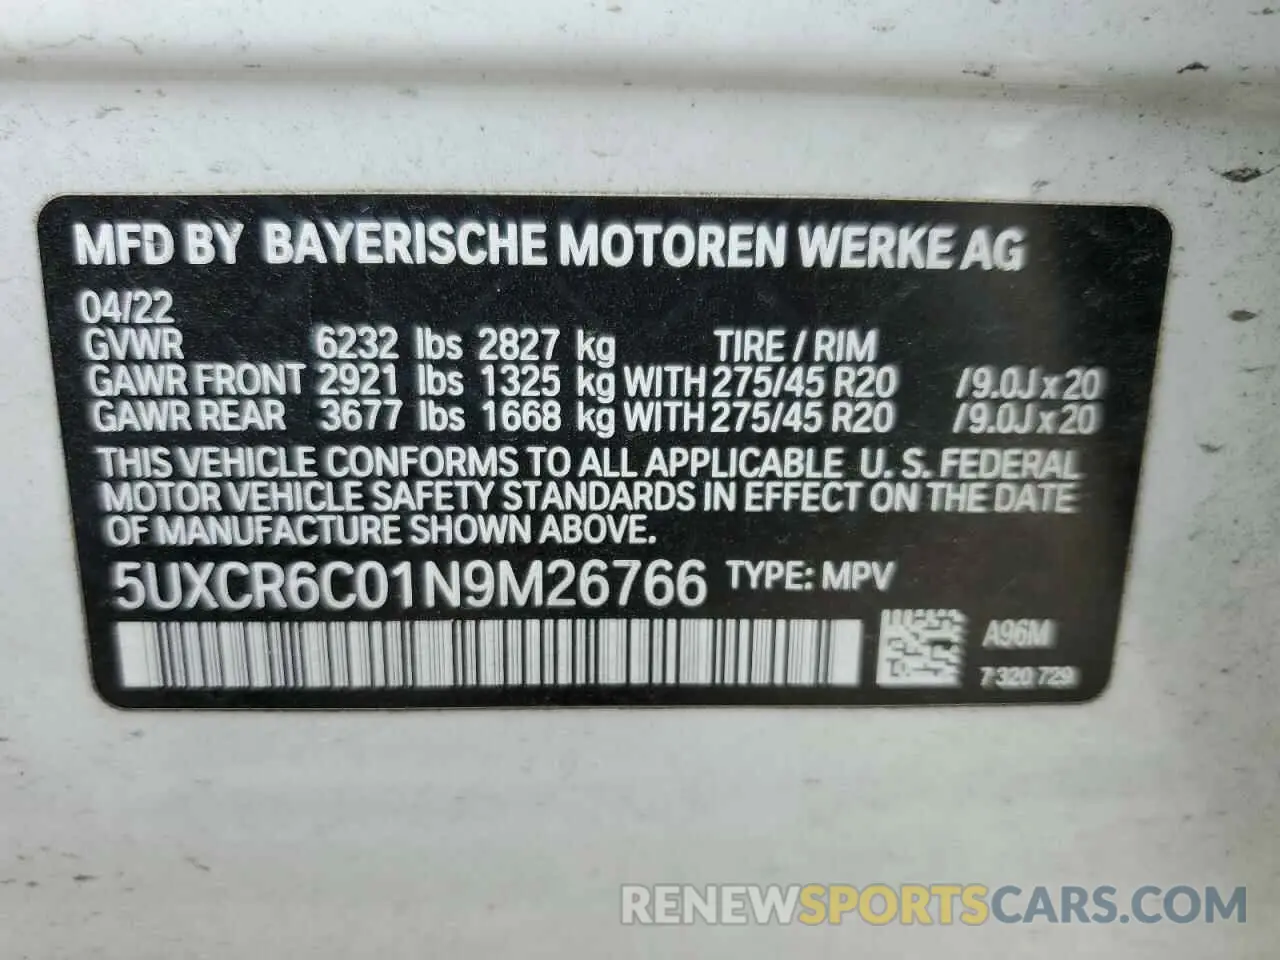 MFD BY BAYERISCHE MOTOREN WERKE AG
04/22
GVWR 6232 lbs 2827 kg TIRE / RIM
GAWR FRONT 2921 lbs 1325 kg WITH 275/45 R20 /9.0J x 20
GAWR REAR 3677 lbs 1668 kg WITH 275/45 R20 /9.0J x 20
THIS VEHICLE CONFORMS TO ALL APPLICABLE U. S. FEDERAL
MOTOR VEHICLE SAFETY STANDARDS IN EFFECT ON THE DATE
OF MANUFACTURE SHOWN ABOVE.
5UXCR6C01N9M26766 TYPE: MPV
A96M
7 320 729
RENEWSPORTSCARS.COM